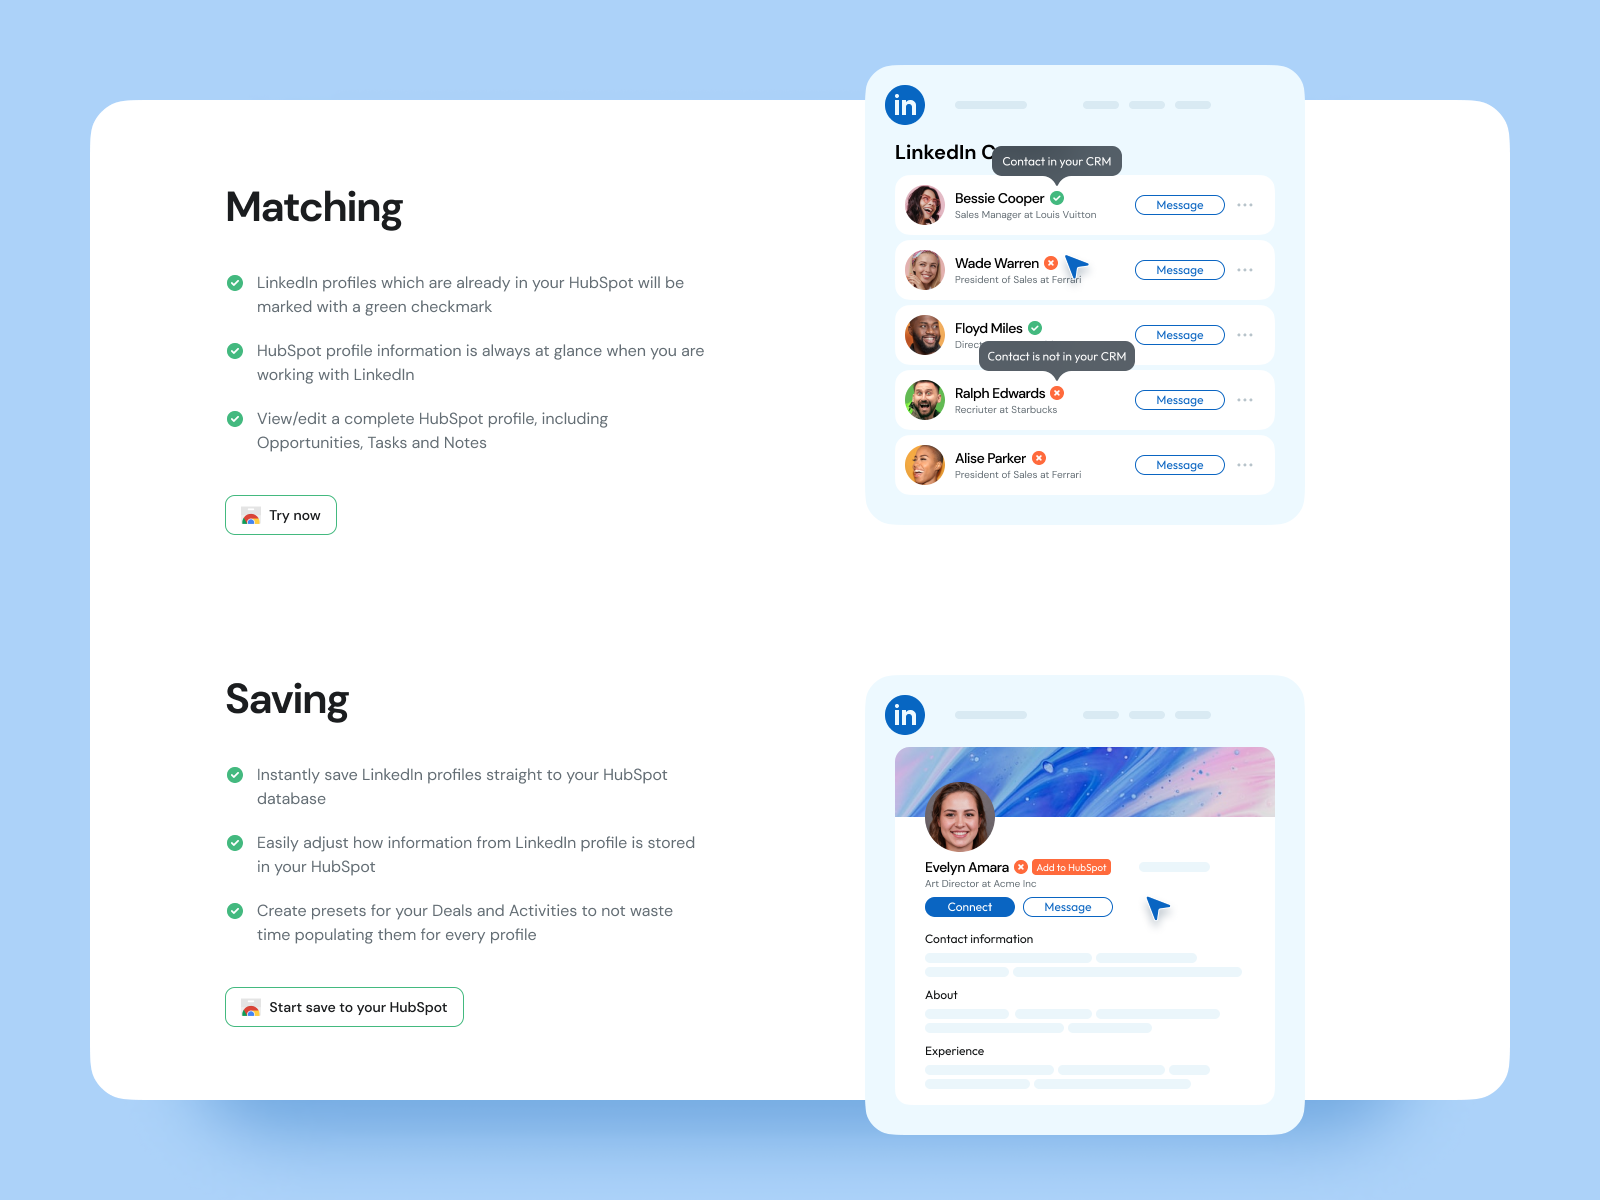 Matching
LinkedIn profiles which are already in your HubSpot will be
marked with a green checkmark
HubSpot profile information is always at glance when you are
working with LinkedIn
View/edit a complete HubSpot profile, including
Opportunities, Tasks and Notes
Try now
in
LinkedIn
Contact in your CRM
Bessie Cooper
Sales Manager at Louis Vuitton
Message
Wade Warren
President of Sales at Ferrari
Message
Floyd Miles
Message
Contact is not in your CRM
Ralph Edwards
Recriuter at Starbucks
Message
Alise Parker
President of Sales at Ferrari
Message
Saving
Instantly save LinkedIn profiles straight to your HubSpot
database
Easily adjust how information from LinkedIn profile is stored
in your HubSpot
Create presets for your Deals and Activities to not waste
time populating them for every profile
Start save to your HubSpot
in
Evelyn Amara
Add to HubSpot
Art Director at Acme Inc
Connect
Message
Contact information
About
Experience